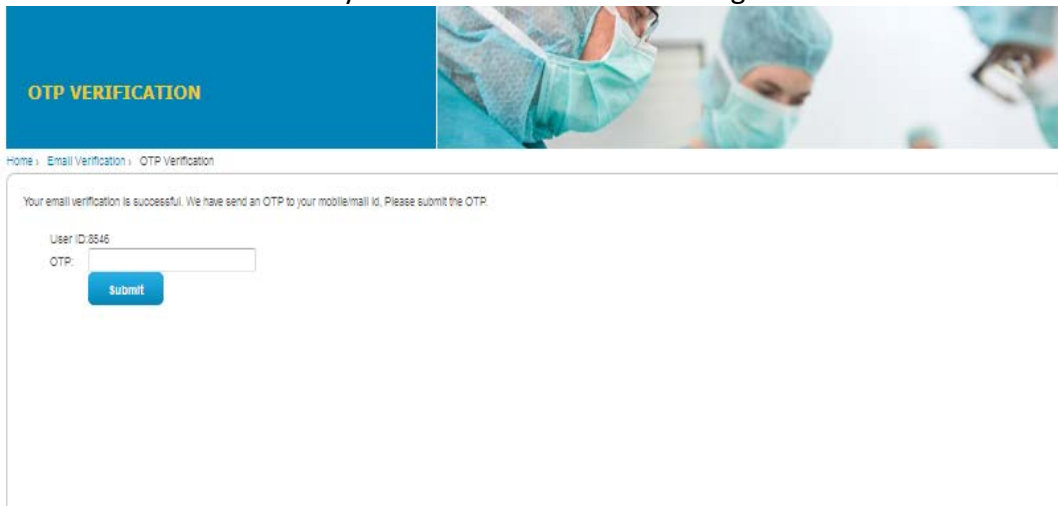 OTP VERIFICATION
Home › Email Verification › OTP Verification
Your email verification is successful. We have send an OTP to your mobile/mail id, Please submit the OTP.
User ID:8546
OTP:
Submit